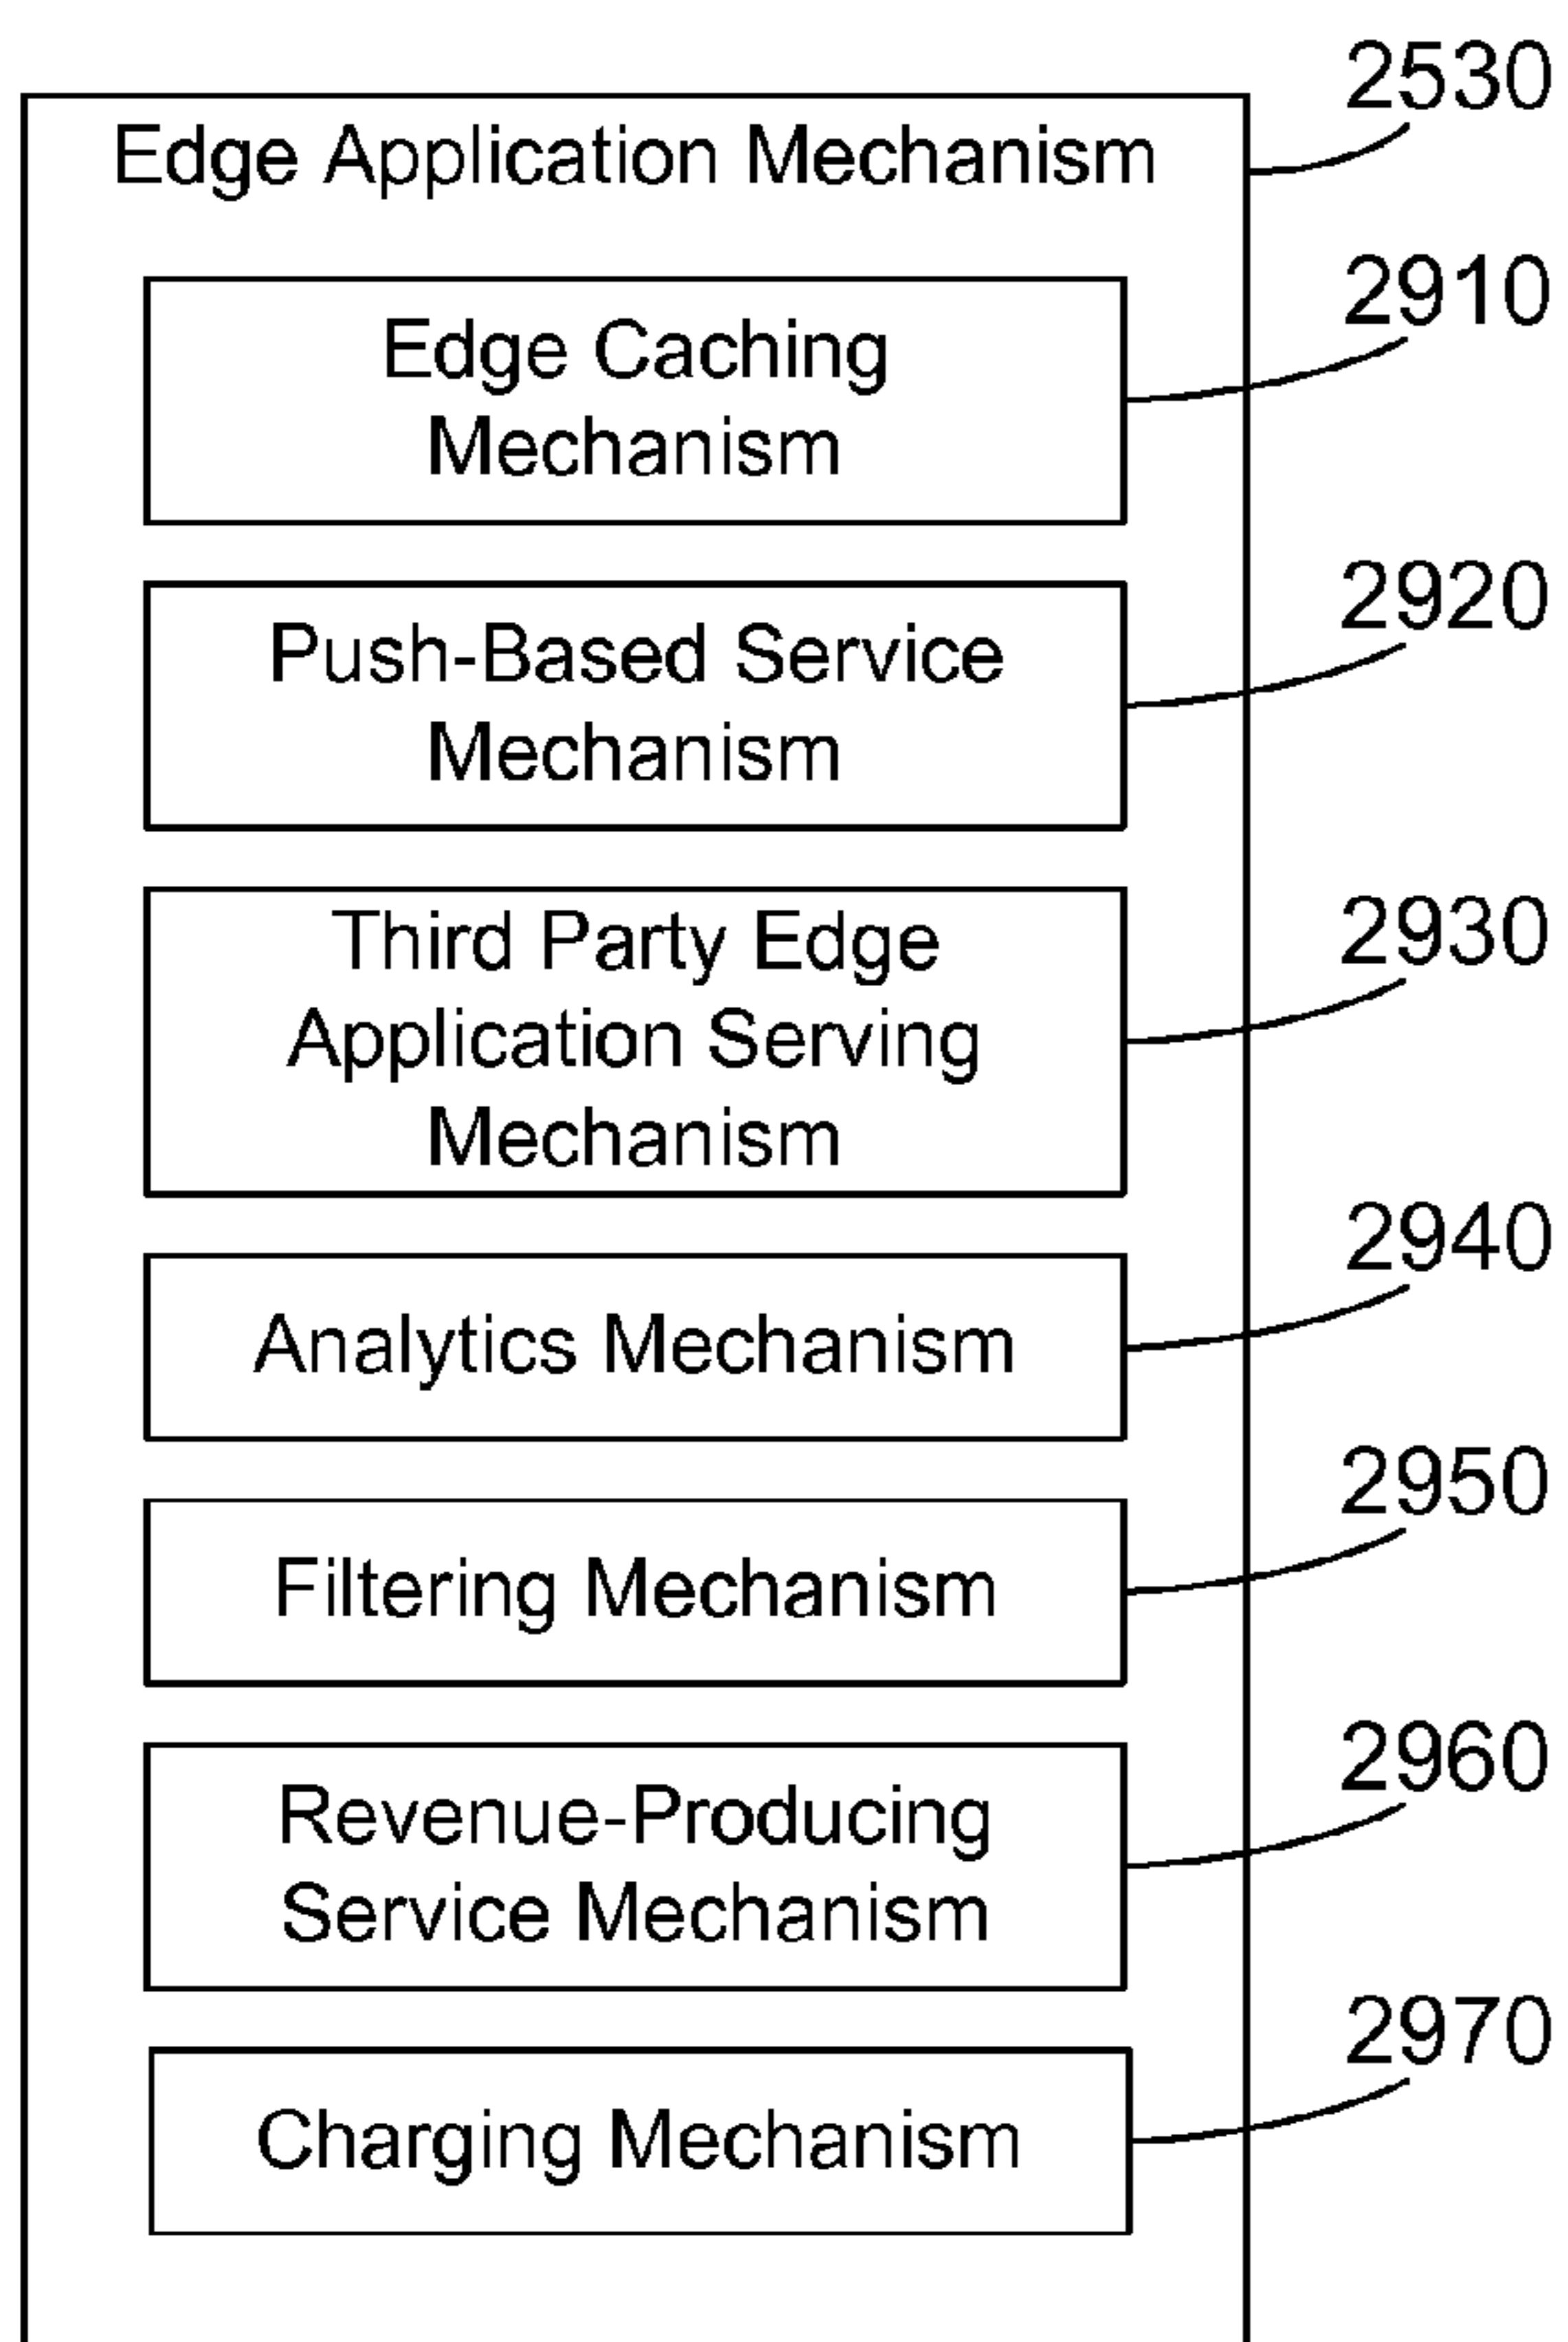 2530
Edge Application Mechanism
2910
Edge Caching
Mechanism
2920
Push-Based Service
Mechanism
2930
Third Party Edge
Application Serving
Mechanism
2940
Analytics Mechanism
2950
Filtering Mechanism
2960
Revenue-Producing
Service Mechanism
2970
Charging Mechanism